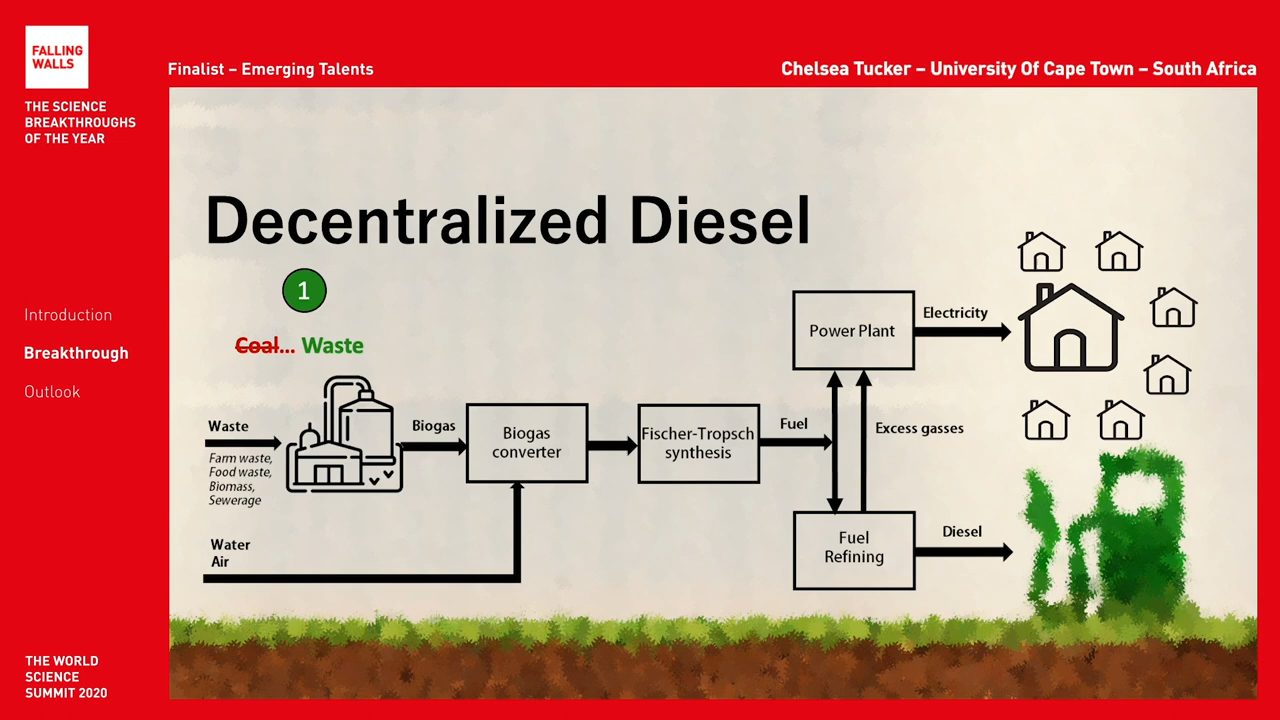 FALLING
WALLS
THE SCIENCE
BREAKTHROUGHS
OF THE YEAR
Finalist – Emerging Talents
Chelsea Tucker – University Of Cape Town – South Africa
Introduction
Breakthrough
Outlook
THE WORLD
SCIENCE
SUMMIT 2020
Decentralized Diesel
1
Coal... Waste
Waste
Farm waste,
Food waste,
Biomass,
Sewerage
Water
Air
Biogas
Biogas
converter
Fischer-Tropsch
synthesis
Fuel
Power Plant
Electricity
Excess gasses
Fuel
Refining
Diesel